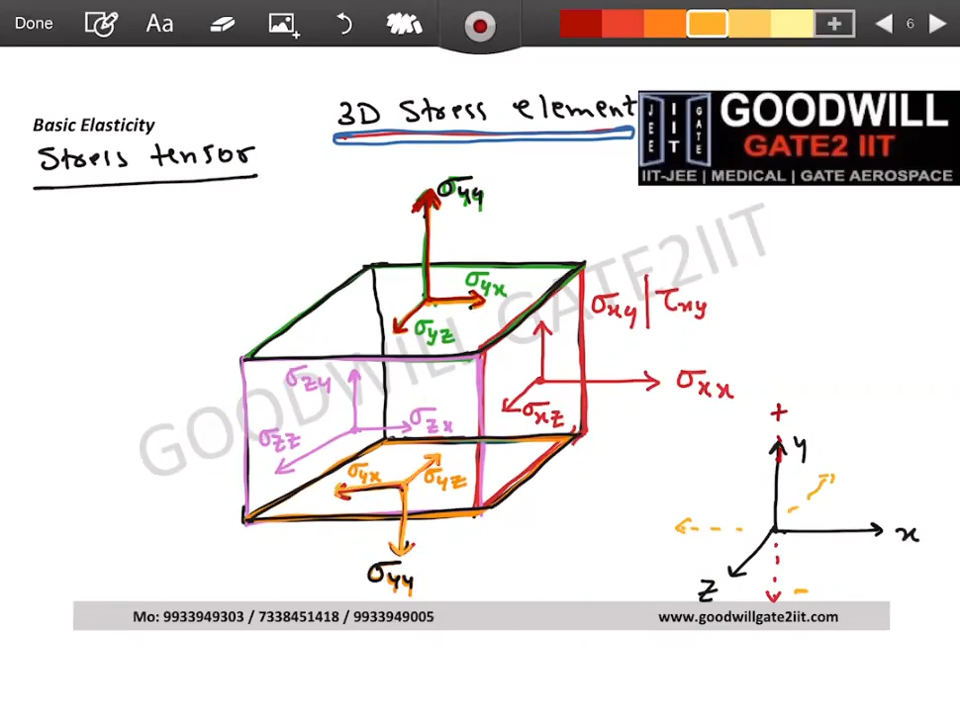 Done
Aa
6
3D Stress element
Basic Elasticity
Stress tensor
JEE
IIT
GATE
GOODWILL
GATE2 IIT
IIT-JEE | MEDICAL | GATE AEROSPACE
σyy
σyx
σyz
σxy | τxy
σxx
σxz
σzy
σzx
σzz
σyx
σyz
σyy
+
y
x
z
-
GOODWILL GATE2IIT
Mo: 9933949303 / 7338451418 / 9933949005
www.goodwillgate2iit.com